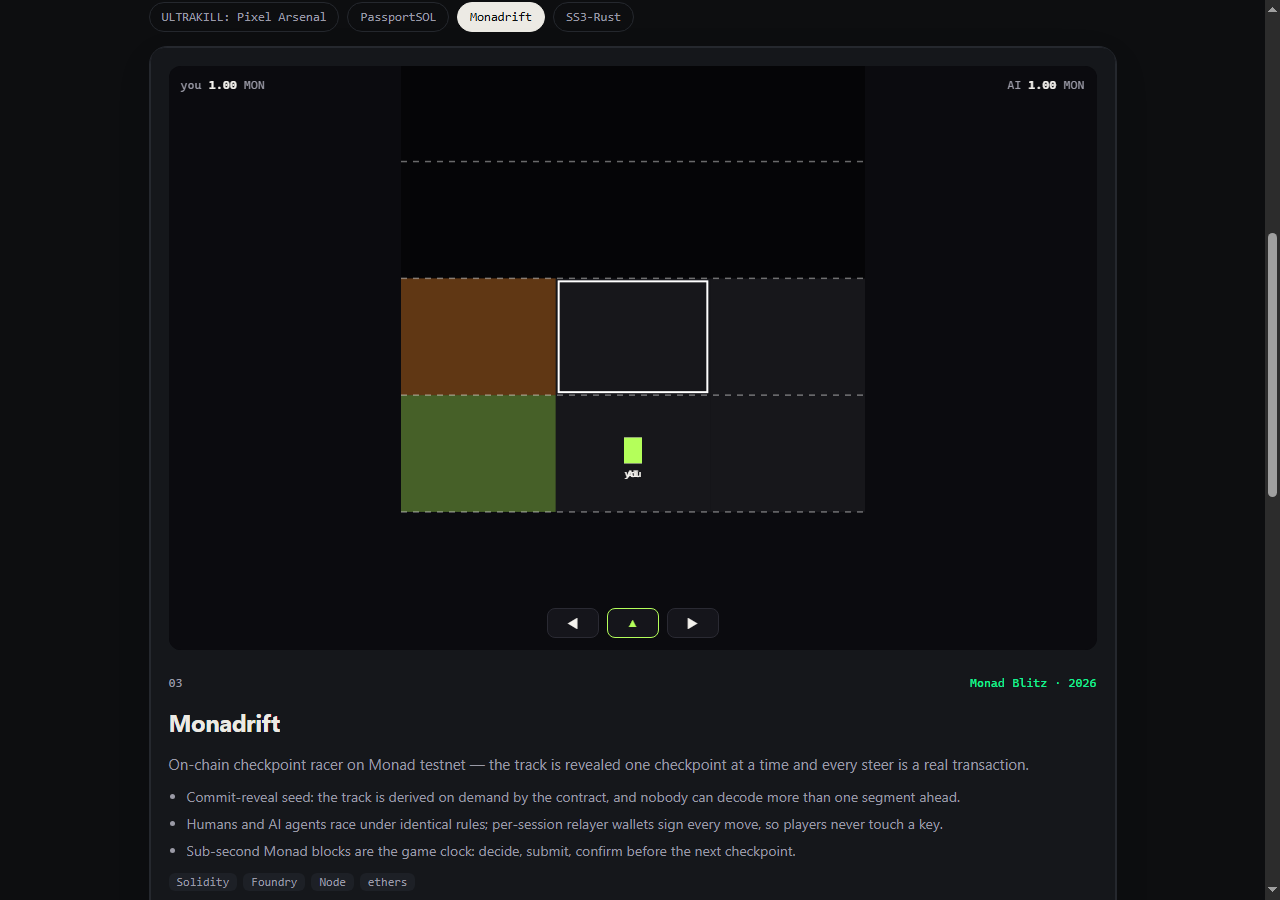 ULTRAKILL: Pixel Arsenal PassportSOL Monadrift SS3-Rust
you 1.00 MON AI 1.00 MON
03 Monad Blitz · 2026
Monadrift
On-chain checkpoint racer on Monad testnet — the track is revealed one checkpoint at a time and every steer is a real transaction.
• Commit-reveal seed: the track is derived on demand by the contract, and nobody can decode more than one segment ahead.
• Humans and AI agents race under identical rules; per-session relayer wallets sign every move, so players never touch a key.
• Sub-second Monad blocks are the game clock: decide, submit, confirm before the next checkpoint.
Solidity Foundry Node ethers